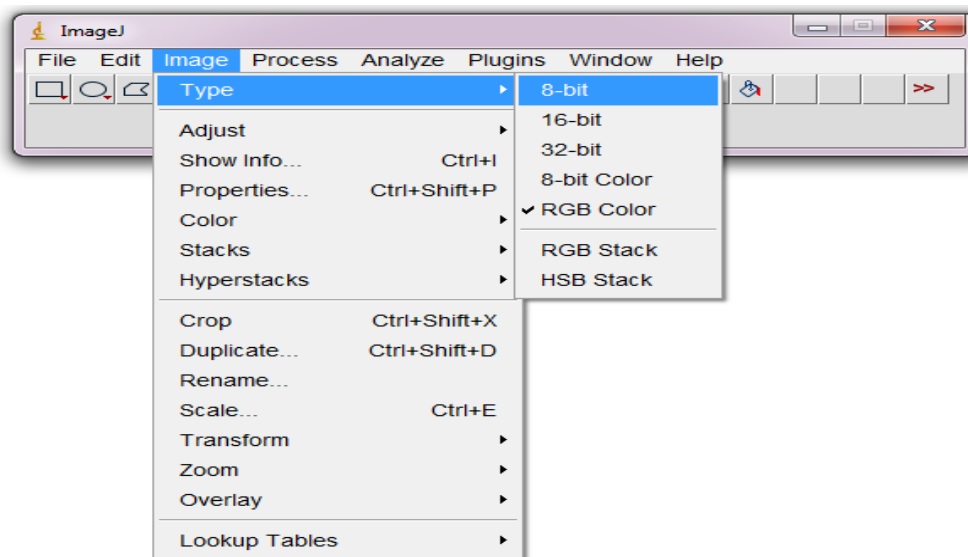 ImageJ
File Edit Image Process Analyze Plugins Window Help
>>
Type
Adjust
Show Info... Ctrl+I
Properties... Ctrl+Shift+P
Color
Stacks
Hyperstacks
Crop Ctrl+Shift+X
Duplicate... Ctrl+Shift+D
Rename...
Scale... Ctrl+E
Transform
Zoom
Overlay
Lookup Tables
8-bit
16-bit
32-bit
8-bit Color
RGB Color
RGB Stack
HSB Stack